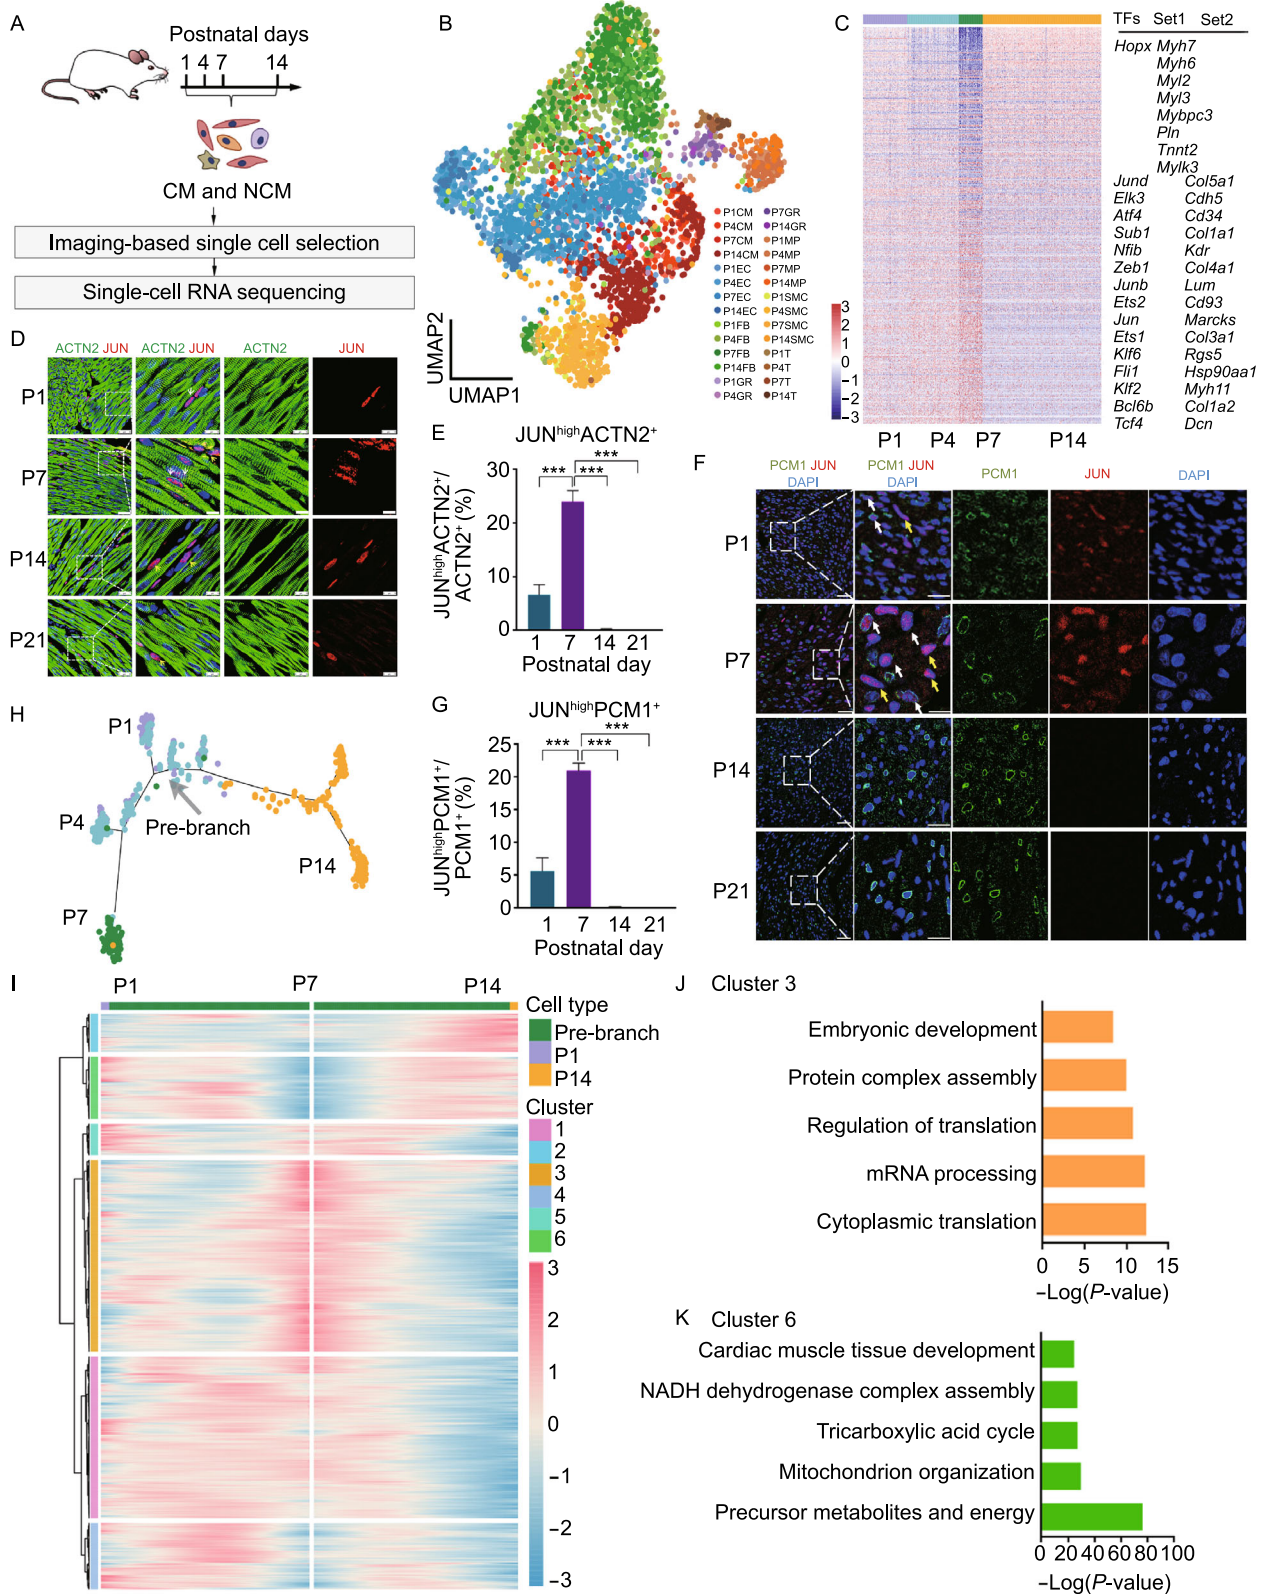 A
Postnatal days
1 4 7 14
CM and NCM
Imaging-based single cell selection
Single-cell RNA sequencing
B
P1CM
P4CM
P7CM
P14CM
P1EC
P4EC
P7EC
P14EC
P1FB
P4FB
P7FB
P14FB
P1GR
P4GR
P7GR
P14GR
P1MP
P4MP
P7MP
P14MP
P1SMC
P4SMC
P7SMC
P14SMC
P1T
P4T
P7T
P14T
UMAP2
UMAP1
C
TFs Set1 Set2
Hopx Myh7
Myh6
Myl2
Myl3
Mybpc3
Pln
Tnnt2
Mylk3
Jund Col5a1
Elk3 Cdh5
Atf4 Cd34
Sub1 Col1a1
Nfib Kdr
Zeb1 Col4a1
Junb Lum
Ets2 Cd93
Jun Marcks
Ets1 Col3a1
Klf6 Rgs5
Fli1 Hsp90aa1
Klf2 Myh11
Bcl6b Col1a2
Tcf4 Dcn
3
2
1
0
−1
−2
−3
P1 P4 P7 P14
D
ACTN2 JUN ACTN2 JUN ACTN2 JUN
P1
P7
P14
P21
E
JUNhighACTN2+
*** *** ***
JUNhighACTN2+/
ACTN2+ (%)
30
20
10
0
1 7 14 21
Postnatal day
F
PCM1 JUN PCM1 JUN PCM1 JUN DAPI
DAPI DAPI
P1
P7
P14
P21
G
JUNhighPCM1+
*** *** ***
JUNhighPCM1+/
PCM1+ (%)
25
20
15
10
5
0
1 7 14 21
Postnatal day
H
P1
P4
Pre-branch
P14
P7
I
P1 P7 P14
Cell type
Pre-branch
P1
P14
Cluster
1
2
3
4
5
6
3
2
1
0
−1
−2
−3
J Cluster 3
Embryonic development
Protein complex assembly
Regulation of translation
mRNA processing
Cytoplasmic translation
0 5 10 15
−Log(P-value)
K Cluster 6
Cardiac muscle tissue development
NADH dehydrogenase complex assembly
Tricarboxylic acid cycle
Mitochondrion organization
Precursor metabolites and energy
0 20 40 60 80 100
−Log(P-value)